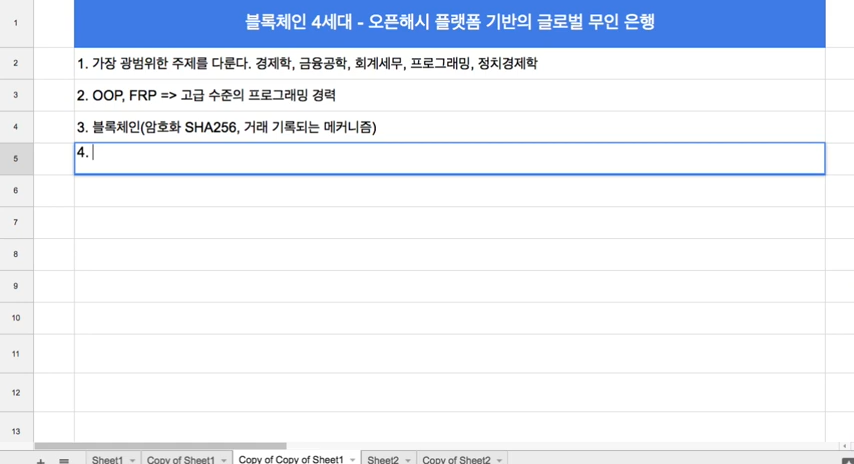 1
블록체인 4세대 - 오픈해시 플랫폼 기반의 글로벌 무인 은행
2
1. 가장 광범위한 주제를 다룬다. 경제학, 금융공학, 회계세무, 프로그래밍, 정치경제학
3
2. OOP, FRP => 고급 수준의 프로그래밍 경력
4
3. 블록체인(암호화 SHA256, 거래 기록되는 메커니즘)
5
4.
6
7
8
9
10
11
12
13
Sheet1 Copy of Sheet1 Copy of Copy of Sheet1 Sheet2 Copy of Sheet2